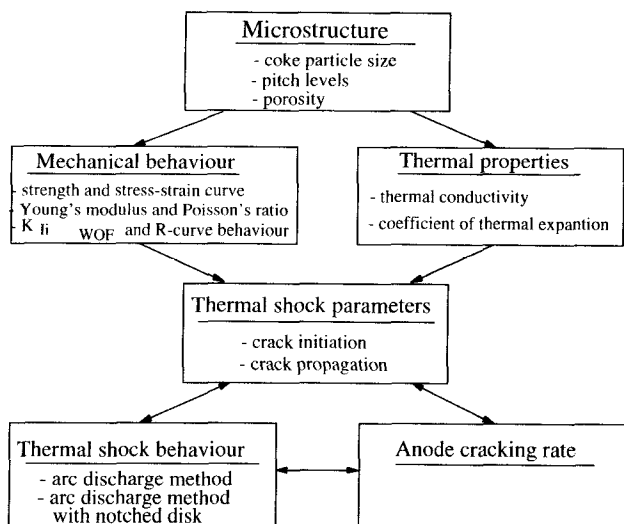 Microstructure
- coke particle size
- pitch levels
- porosity
Mechanical behaviour
- strength and stress-strain curve
- Young's modulus and Poisson's ratio
- K Ii WOF and R-curve behaviour
Thermal properties
- thermal conductivity
- coefficient of thermal expantion
Thermal shock parameters
- crack initiation
- crack propagation
Thermal shock behaviour
- arc discharge method
- arc discharge method
with notched disk
Anode cracking rate